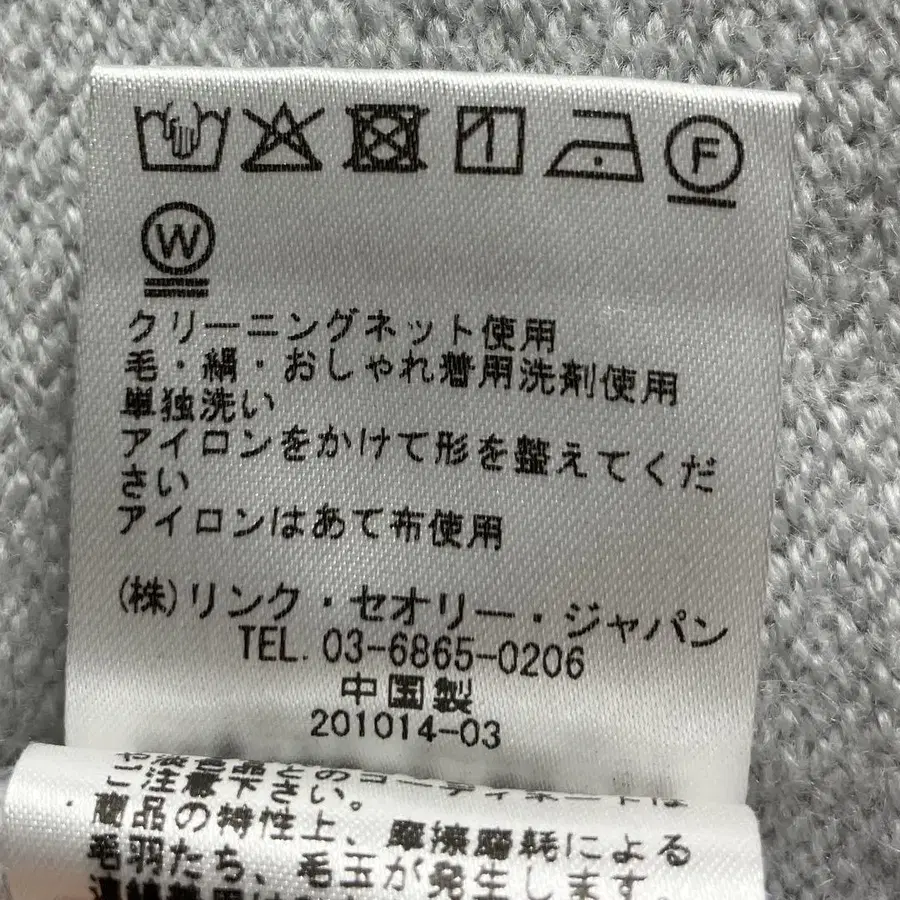 F
W
クリーニングネット使用
毛・絹・おしゃれ着用洗剤使用
単独洗い
アイロンをかけて形を整えてくだ
さい
アイロンはあて布使用
(株)リンク・セオリー・ジャパン
TEL. 03-6865-0206
中国製
201014-03
ご注意下さい。
商品の特性上、摩擦磨耗による
毛羽たち、毛玉が発生します。